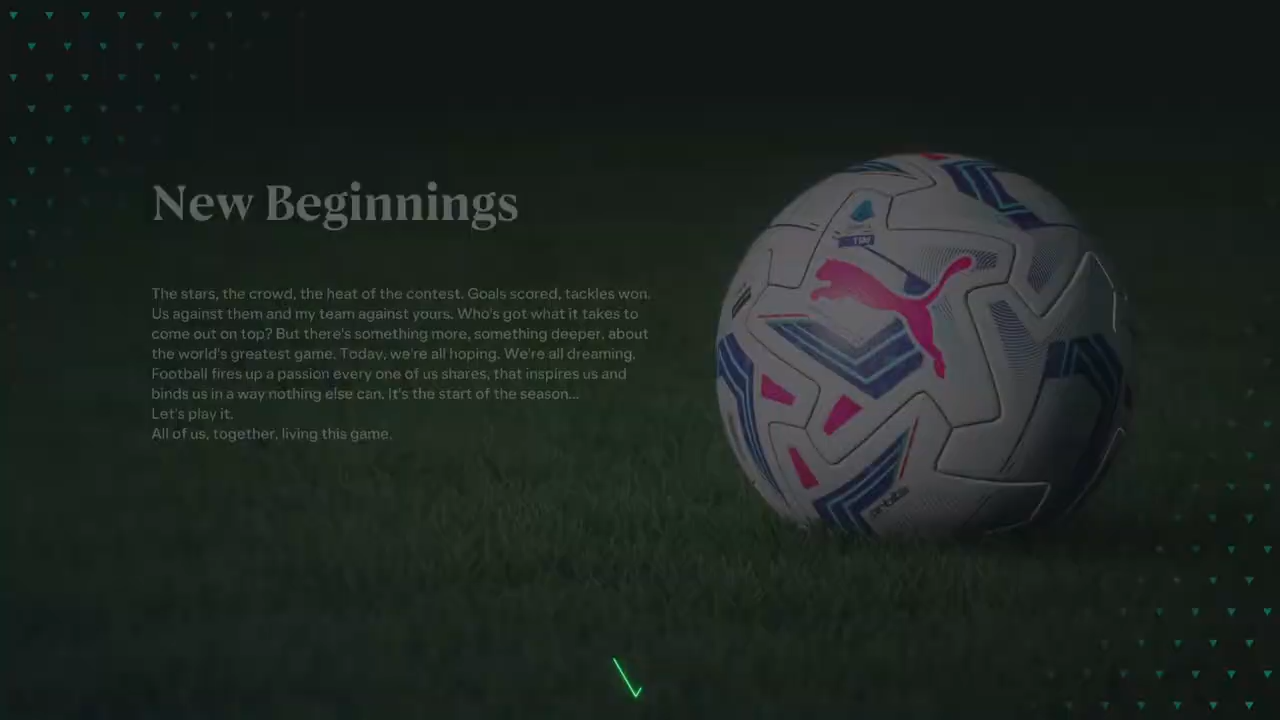 New Beginnings
The stars, the crowd, the heat of the contest. Goals scored, tackles won.
Us against them and my team against yours. Who's got what it takes to
come out on top? But there's something more, something deeper, about
the world's greatest game. Today, we're all hoping. We're all dreaming.
Football fires up a passion every one of us shares, that inspires us and
binds us in a way nothing else can. It's the start of the season...
Let's play it.
All of us, together, living this game.
TIM
orbita